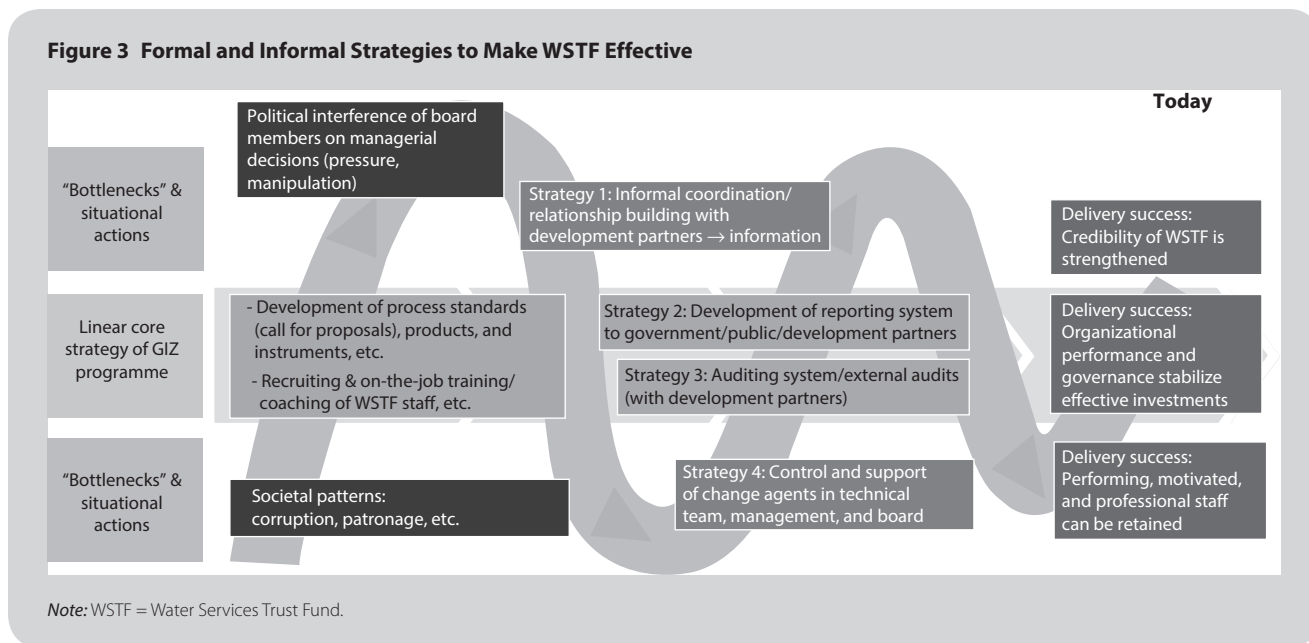 Figure 3 Formal and Informal Strategies to Make WSTF Effective
Today
"Bottlenecks" &
situational
actions
Political interference of board
members on managerial
decisions (pressure,
manipulation)
Strategy 1: Informal coordination/
relationship building with
development partners → information
Delivery success:
Credibility of WSTF is
strengthened
Linear core
strategy of GIZ
programme
- Development of process standards
(call for proposals), products, and
instruments, etc.
- Recruiting & on-the-job training/
coaching of WSTF staff, etc.
Strategy 2: Development of reporting system
to government/public/development partners
Strategy 3: Auditing system/external audits
(with development partners)
Delivery success:
Organizational
performance and
governance stabilize
effective investments
"Bottlenecks" &
situational
actions
Societal patterns:
corruption, patronage, etc.
Strategy 4: Control and support
of change agents in technical
team, management, and board
Delivery success:
Performing, motivated,
and professional staff
can be retained
Note: WSTF = Water Services Trust Fund.